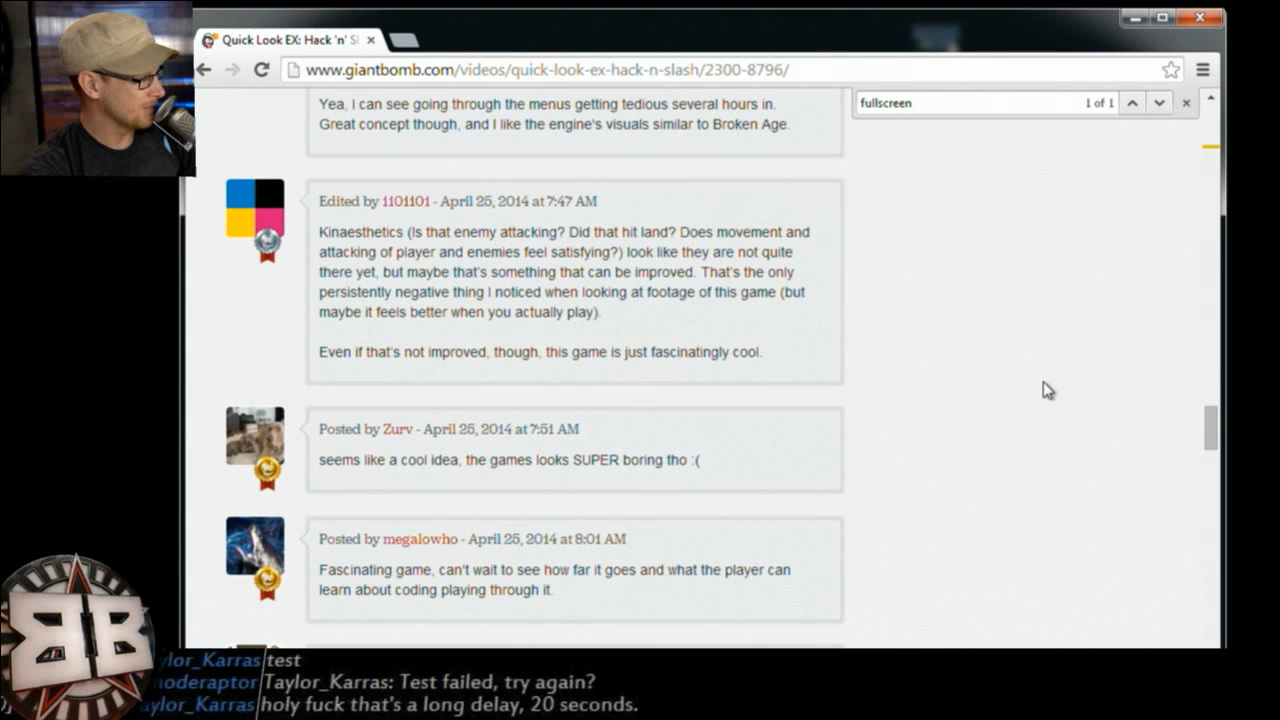 Quick Look EX: Hack 'n' Sl
www.giantbomb.com/videos/quick-look-ex-hack-n-slash/2300-8796/
fullscreen 1 of 1
Yea, I can see going through the menus getting tedious several hours in.
Great concept though, and I like the engine's visuals similar to Broken Age.
Edited by 1101101 - April 25, 2014 at 7:47 AM
Kinaesthetics (Is that enemy attacking? Did that hit land? Does movement and
attacking of player and enemies feel satisfying?) look like they are not quite
there yet, but maybe that's something that can be improved. That's the only
persistently negative thing I noticed when looking at footage of this game (but
maybe it feels better when you actually play).
Even if that's not improved, though, this game is just fascinatingly cool.
Posted by Zurv - April 25, 2014 at 7:51 AM
seems like a cool idea, the games looks SUPER boring tho :(
Posted by megalowho - April 25, 2014 at 8:01 AM
Fascinating game, can't wait to see how far it goes and what the player can
learn about coding playing through it.
BB
ylor_Karras test
moderaptor Taylor_Karras: Test failed, try again?
aylor_Karras holy fuck that's a long delay, 20 seconds.